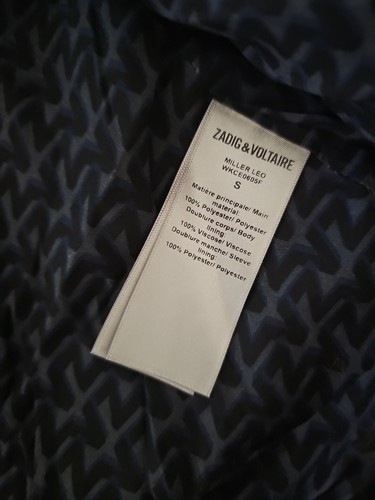 ZADIG & VOLTAIRE
MILLER LEO
WKCE0605F
S
Matière principale/ Main
material:
100% Polyester/ Polyester
Doublure corps/ Body
lining:
100% Viscose/ Viscose
Doublure manche/ Sleeve
lining:
100% Polyester/ Polyester